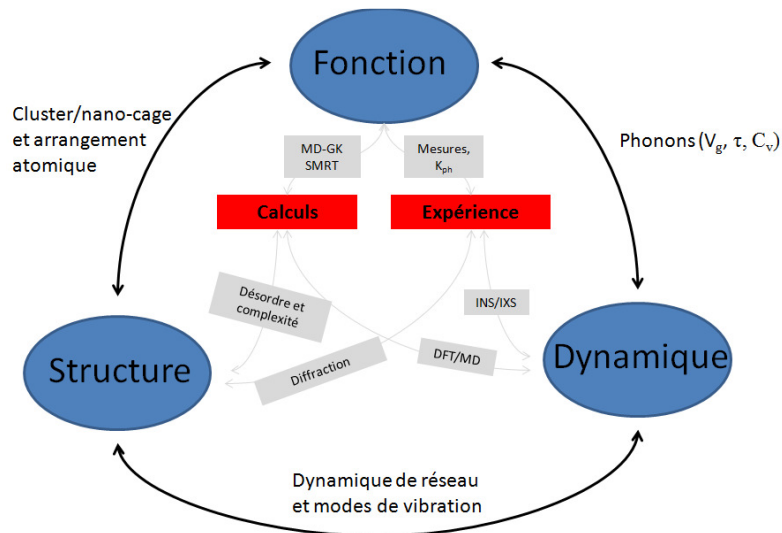 Fonction
Cluster/nano-cage
et arrangement
atomique
Phonons (Vg, τ, Cv)
MD-GK
SMRT
Mesures,
Kph
Calculs
Expérience
Désordre et
complexité
INS/IXS
Structure
Diffraction
DFT/MD
Dynamique
Dynamique de réseau
et modes de vibration